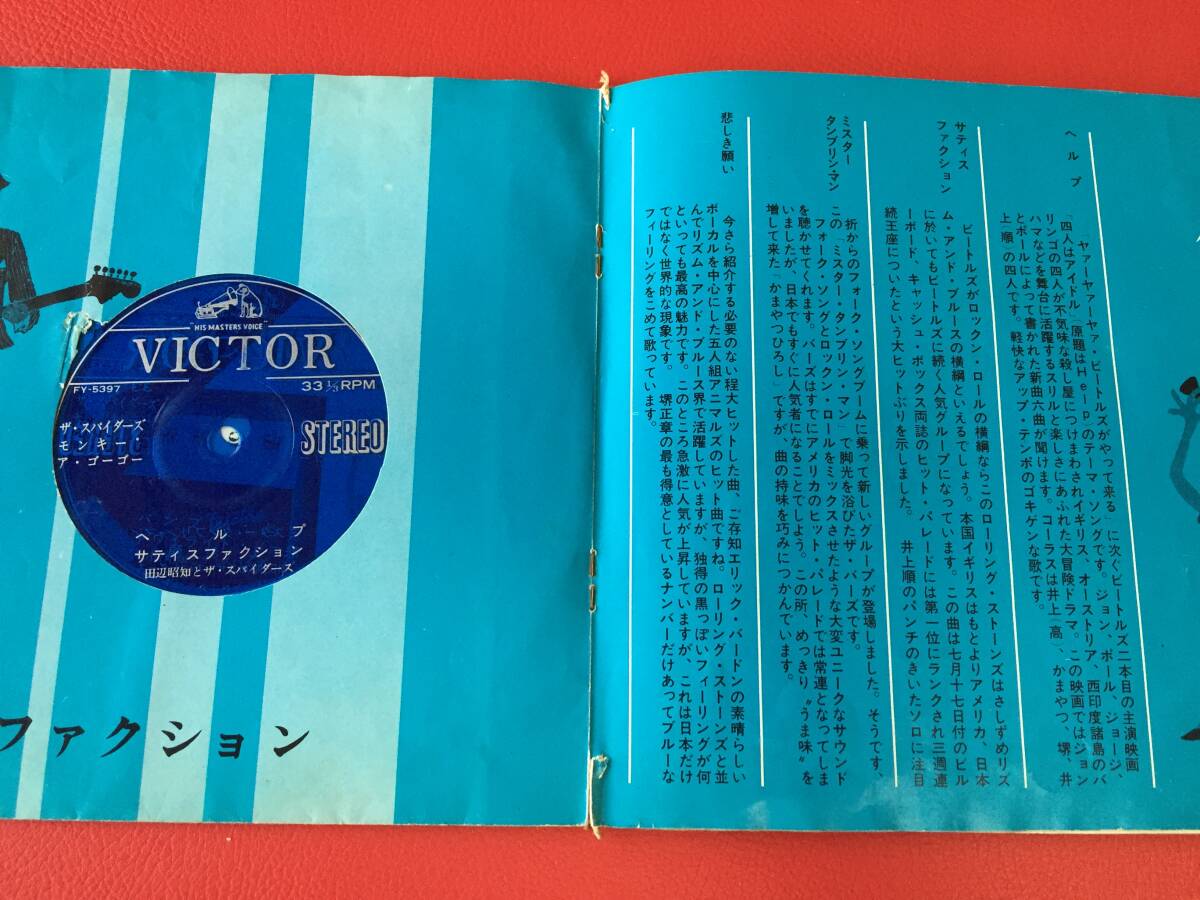 "HIS MASTERS VOICE"
VICTOR
FY-5397
33 1/3 RPM
ザ・スパイダーズ
モンキー・
ア・ゴーゴー
STEREO
ヘルプ
サティスファクション
田辺昭知とザ・スパイダース
ファクション
ヘルプ
「ヤァーヤァーヤァ・ビートルズがやって来る」に次ぐビートルズ二本目の主演映画
「四人はアイドル」(原題はHelp)のテーマ・ソングです。ジョン、ポール、ジョージ、
リンゴの四人が不気味な殺し屋につけまわされイギリス、オーストリア、西印度諸島のバ
ハマなどを舞台に活躍するスリルと楽しさにあふれた大冒険ドラマ。この映画ではジョン
とポールによって書かれた新曲六曲が聞けます。コーラスは井上(高)、かまやつ、堺、井
上(順)の四人です。軽快なアップ・テンポのゴキゲンな歌です。
サティス
ファクション
ビートルズがロックン・ロールの横綱ならこのローリング・ストーンズはさしずめリズ
ム・アンド・ブルースの横綱といえるでしょう。本国イギリスはもとよりアメリカ、日本
に於いてもビートルズに続く人気グループになっています。この曲は七月十七日付のビル
ーボード、キャッシュ・ボックス両誌のヒット・パレードには第一位にランクされ三週連
続王座についたという大ヒットぶりを示しました。 井上順のパンチのきいたソロに注目
ミスター
タンブリン・マン
折からのフォーク・ソングブームに乗って新しいグループが登場しました。そうです、
この「ミスター・タンブリン・マン」で脚光を浴びたザ・バーズです。
フォーク・ソングとロックン・ロールをミックスさせたような大変ユニークなサウンド
を聴かせてくれます。バーズはすでにアメリカのヒット・パレードでは常連となってしま
いましたが、日本でもすぐに人気者になることでしよう。この所、めっきり〝うま味〟を
増して来た「かまやつひろし」ですが、曲の持味を巧みにつかんでいます。
悲しき願い
今さら紹介する必要のない程大ヒットした曲、ご存知エリック・バードンの素晴らしい
ボーカルを中心にした五人組アニマルズのヒット曲ですね。ローリング・ストーンズと並
んでリズム・アンド・ブルース界で活躍していますが、独得の黒っぽいフィーリングが何
といっても最高の魅力です。このところ急激に人気が上昇していますが、これは日本だけ
ではなく世界的な現象です。 堺正章の最も得意としているナンバーだけあってブルーな
フィーリングをこめて歌っています。